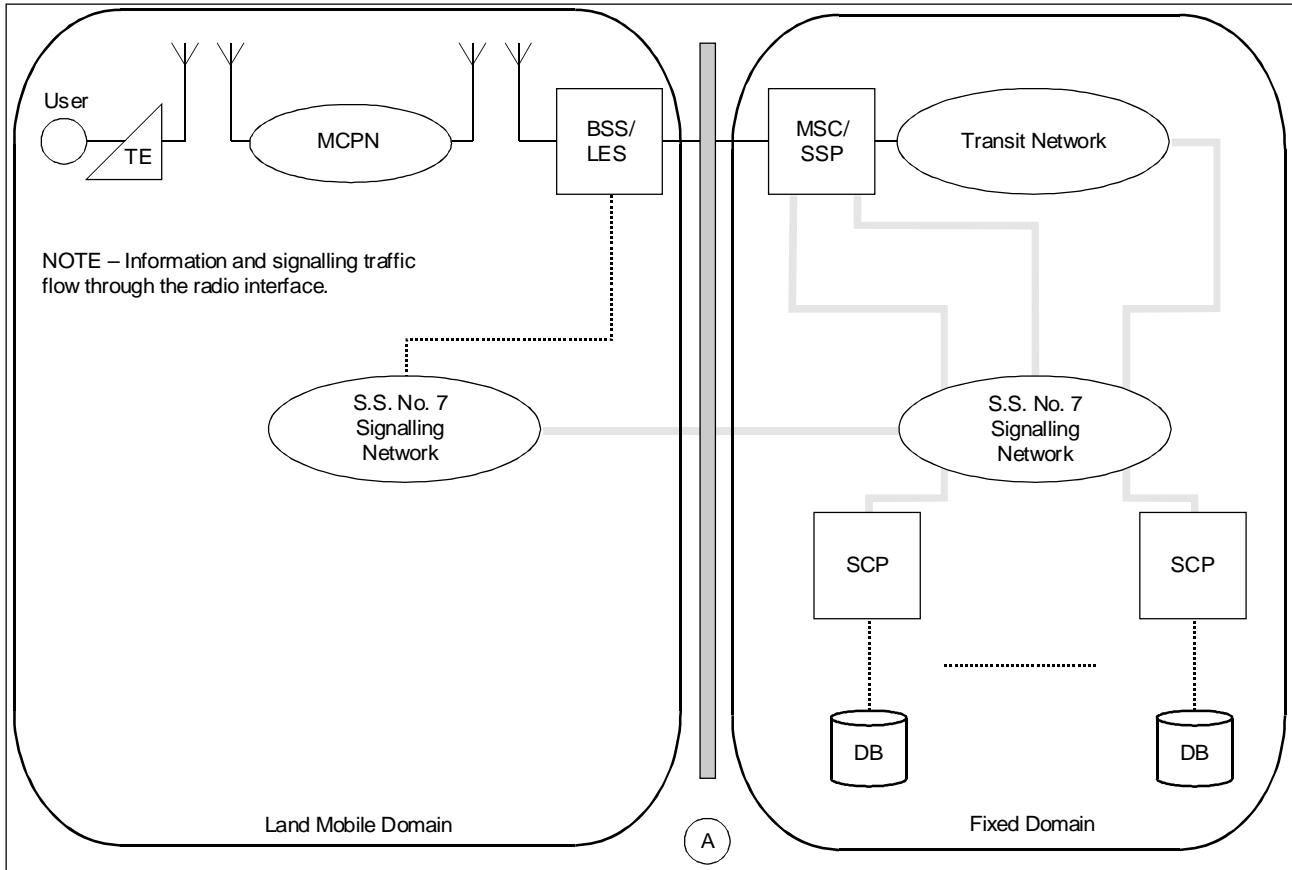 User
TE
MCPN
BSS/
LES
MSC/
SSP
Transit Network
NOTE – Information and signalling traffic
flow through the radio interface.
S.S. No. 7
Signalling
Network
S.S. No. 7
Signalling
Network
SCP
SCP
DB
DB
Land Mobile Domain
A
Fixed Domain